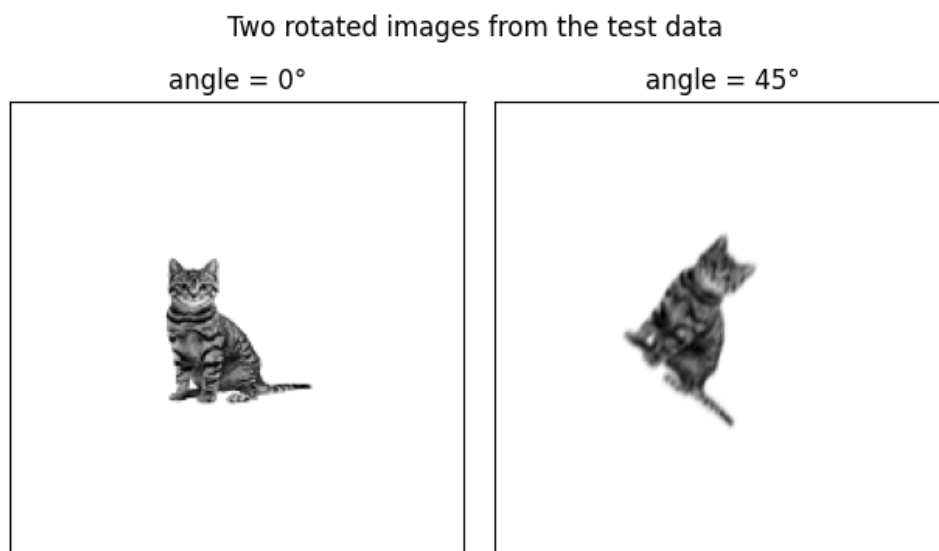 Two rotated images from the test data
angle = 0°
angle = 45°